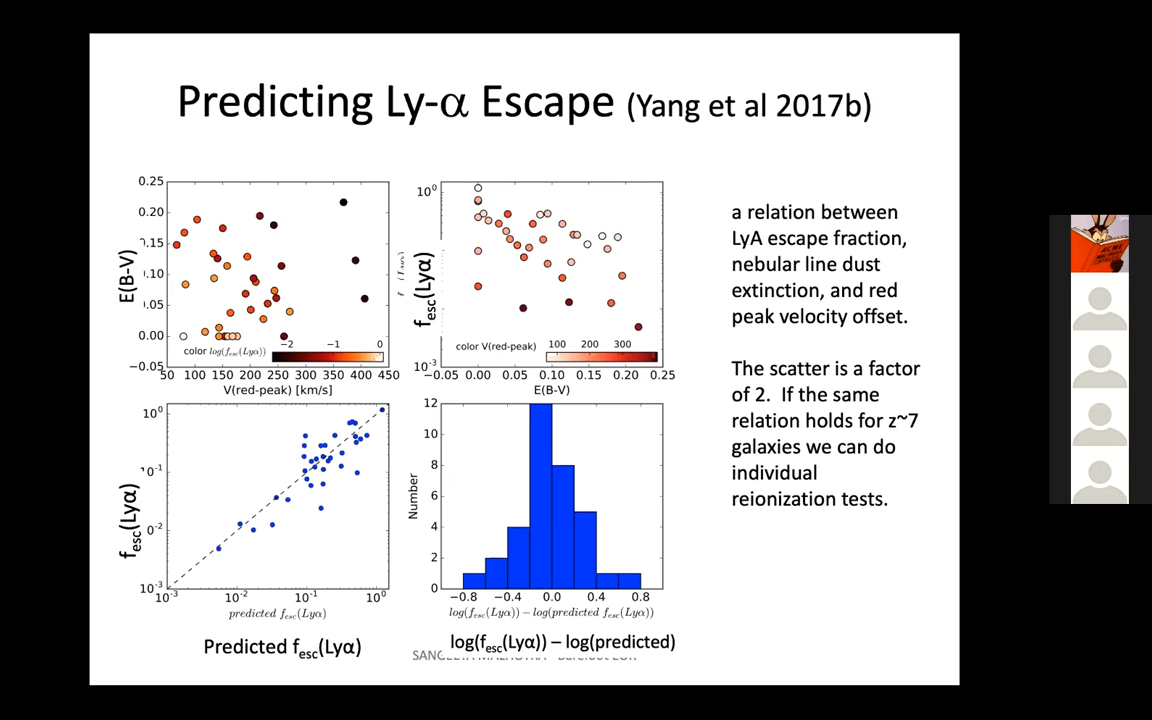 Predicting Ly-α Escape (Yang et al 2017b)
0.25
0.20
0.15
0.10
0.05
0.00
−0.05
E(B-V)
color log(f_esc(Lyα))
−2 −1 0
50 100 150 200 250 300 350 400 450
V(red-peak) [km/s]
10^0
10^-3
f_esc(Lyα)
color V(red-peak)
100 200 300
−0.05 0.00 0.05 0.10 0.15 0.20 0.25
E(B-V)
10^0
10^-1
10^-2
10^-3
f_esc(Lyα)
10^-3 10^-2 10^-1 10^0
predicted f_esc(Lyα)
Predicted f_esc(Lyα)
12
10
8
6
4
2
0
Number
−0.8 −0.4 0.0 0.4 0.8
log(f_esc(Lyα)) − log(predicted f_esc(Lyα))
log(f_esc(Lyα)) – log(predicted)
a relation between
LyA escape fraction,
nebular line dust
extinction, and red
peak velocity offset.
The scatter is a factor
of 2. If the same
relation holds for z~7
galaxies we can do
individual
reionization tests.
ACME